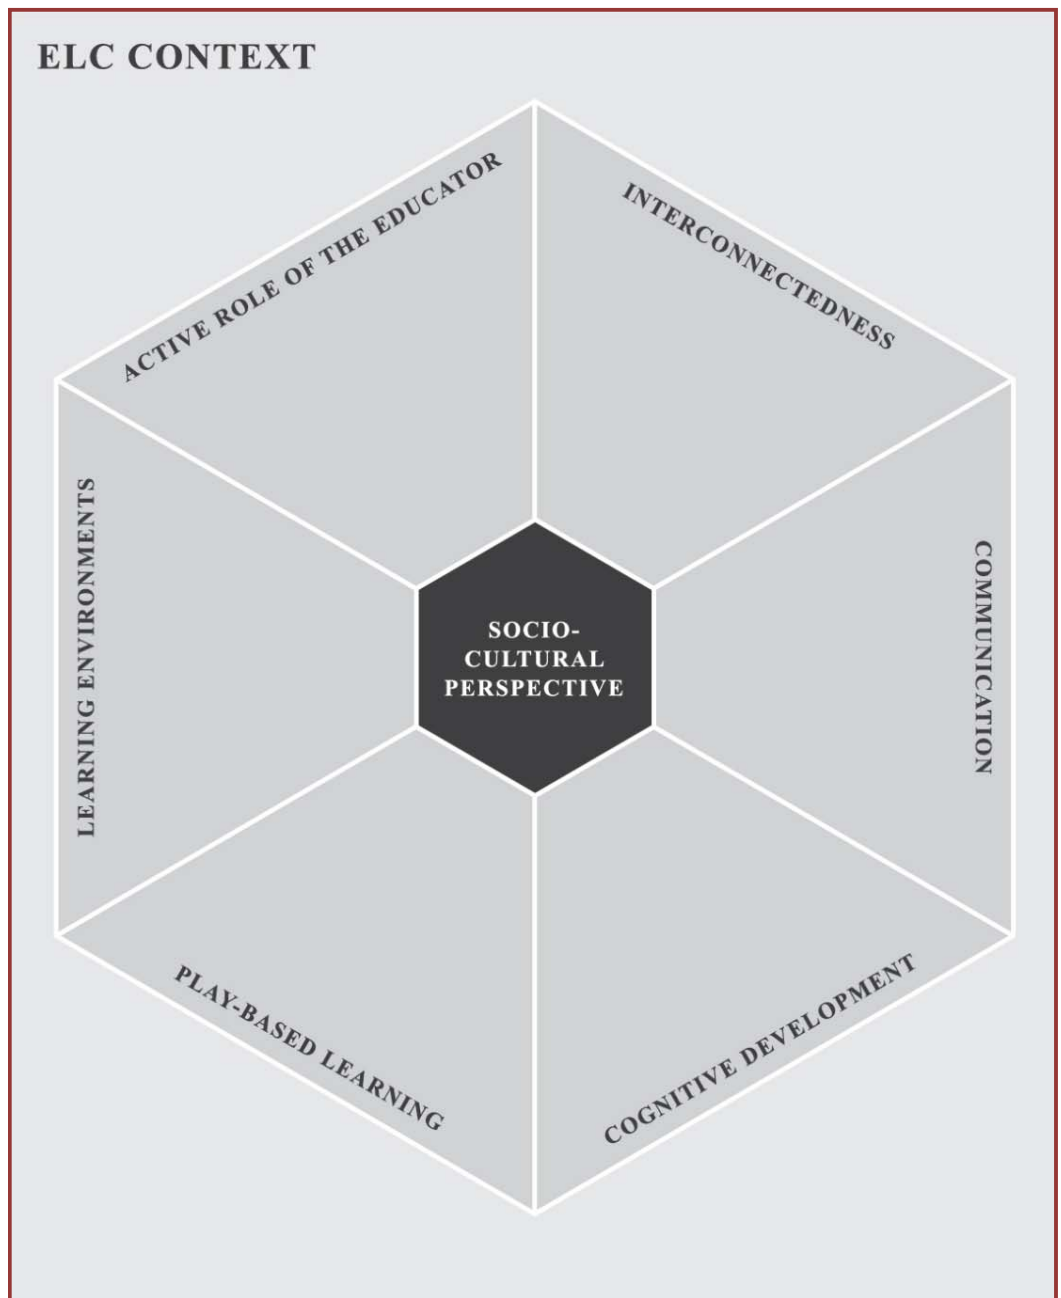 ELC CONTEXT
ACTIVE ROLE OF THE EDUCATOR
INTERCONNECTEDNESS
LEARNING ENVIRONMENTS
SOCIO-
CULTURAL
PERSPECTIVE
COMMUNICATION
PLAY-BASED LEARNING
COGNITIVE DEVELOPMENT